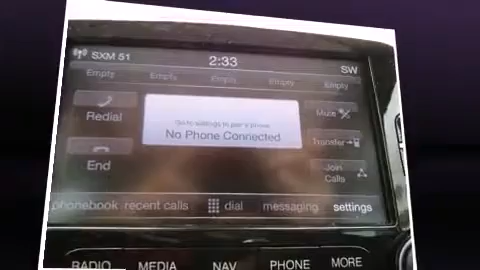 SXM 51 2:33 SW
Empty Empty Empty Empty Empty
Redial
Go to settings to pair a phone.
No Phone Connected
Mute
Transfer
End
Join
Calls
phonebook recent calls dial messaging settings
RADIO MEDIA NAV PHONE MORE